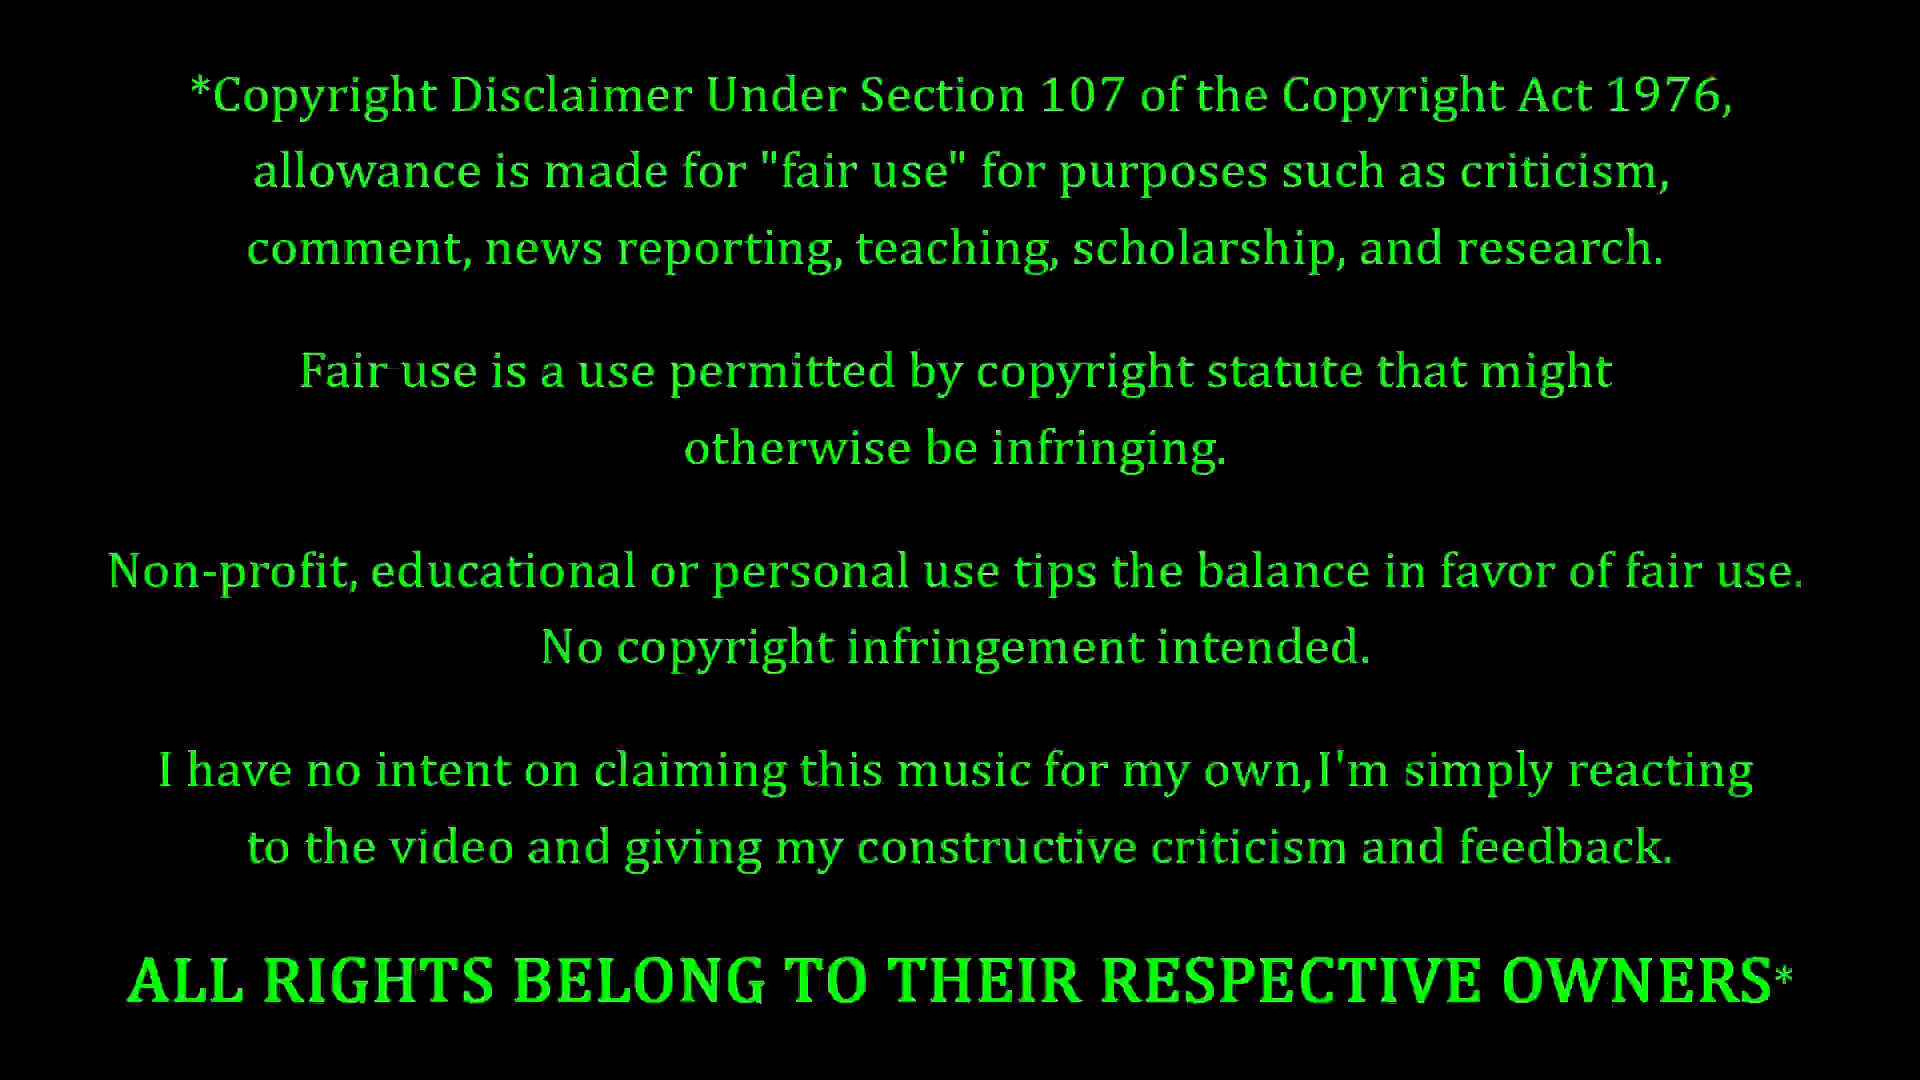 *Copyright Disclaimer Under Section 107 of the Copyright Act 1976,
allowance is made for "fair use" for purposes such as criticism,
comment, news reporting, teaching, scholarship, and research.
Fair use is a use permitted by copyright statute that might
otherwise be infringing.
Non-profit, educational or personal use tips the balance in favor of fair use.
No copyright infringement intended.
I have no intent on claiming this music for my own,I'm simply reacting
to the video and giving my constructive criticism and feedback.
ALL RIGHTS BELONG TO THEIR RESPECTIVE OWNERS*